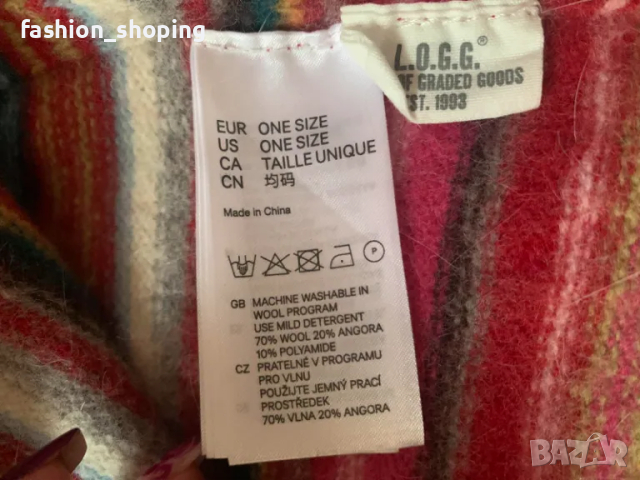 fashion_shoping
L.O.G.G.®
OF GRADED GOODS
EST. 1993
EUR ONE SIZE
US ONE SIZE
CA TAILLE UNIQUE
CN 均码
Made in China
P
GB MACHINE WASHABLE IN
WOOL PROGRAM
USE MILD DETERGENT
70% WOOL 20% ANGORA
10% POLYAMIDE
CZ PRATELNÉ V PROGRAMU
PRO VLNU
POUŽIJTE JEMNÝ PRACÍ
PROSTŘEDEK
70% VLNA 20% ANGORA
BAZAR